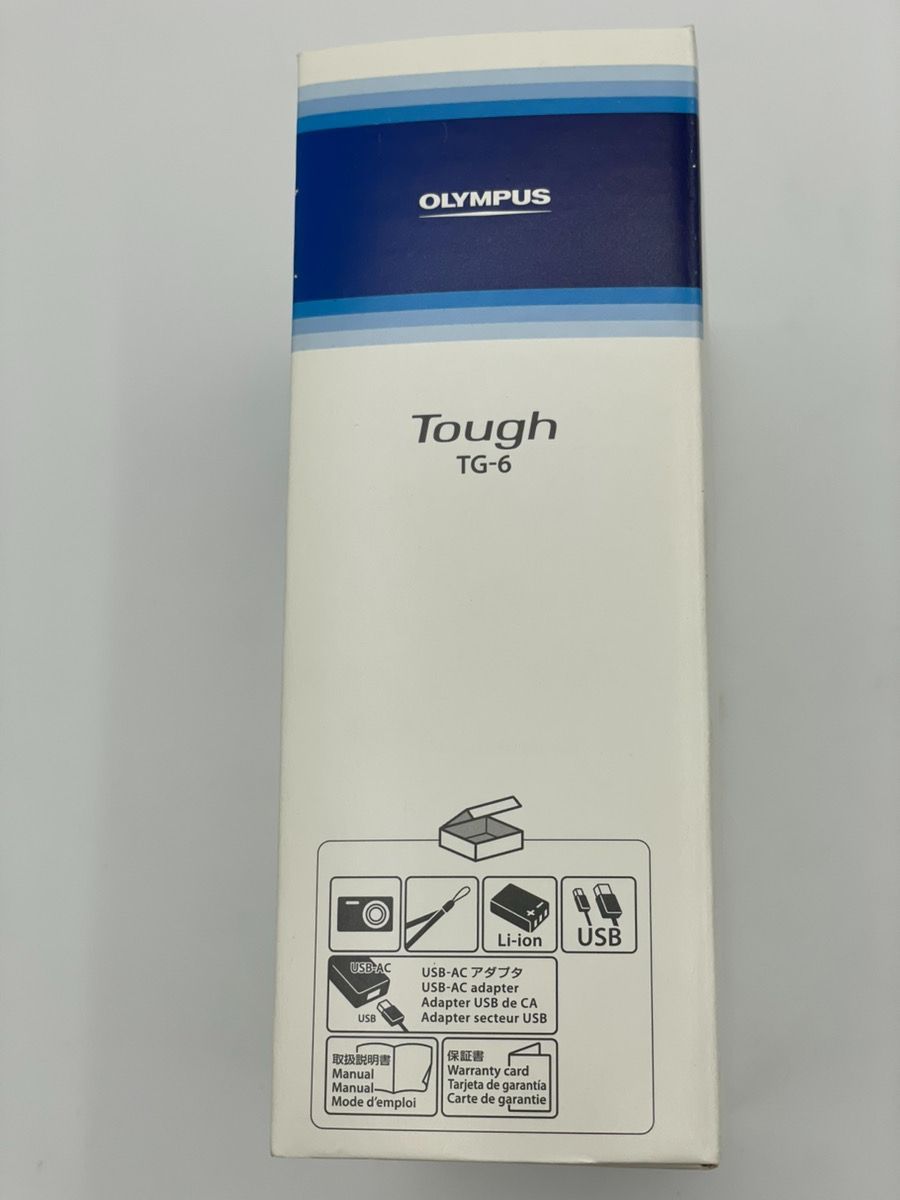 OLYMPUS
Tough
TG-6
Li-ion
USB
USB-AC
USB
USB-AC アダプタ
USB-AC adapter
Adapter USB de CA
Adapter secteur USB
取扱説明書
Manual
Manual
Mode d'emploi
保証書
Warranty card
Tarjeta de garantía
Carte de garantie